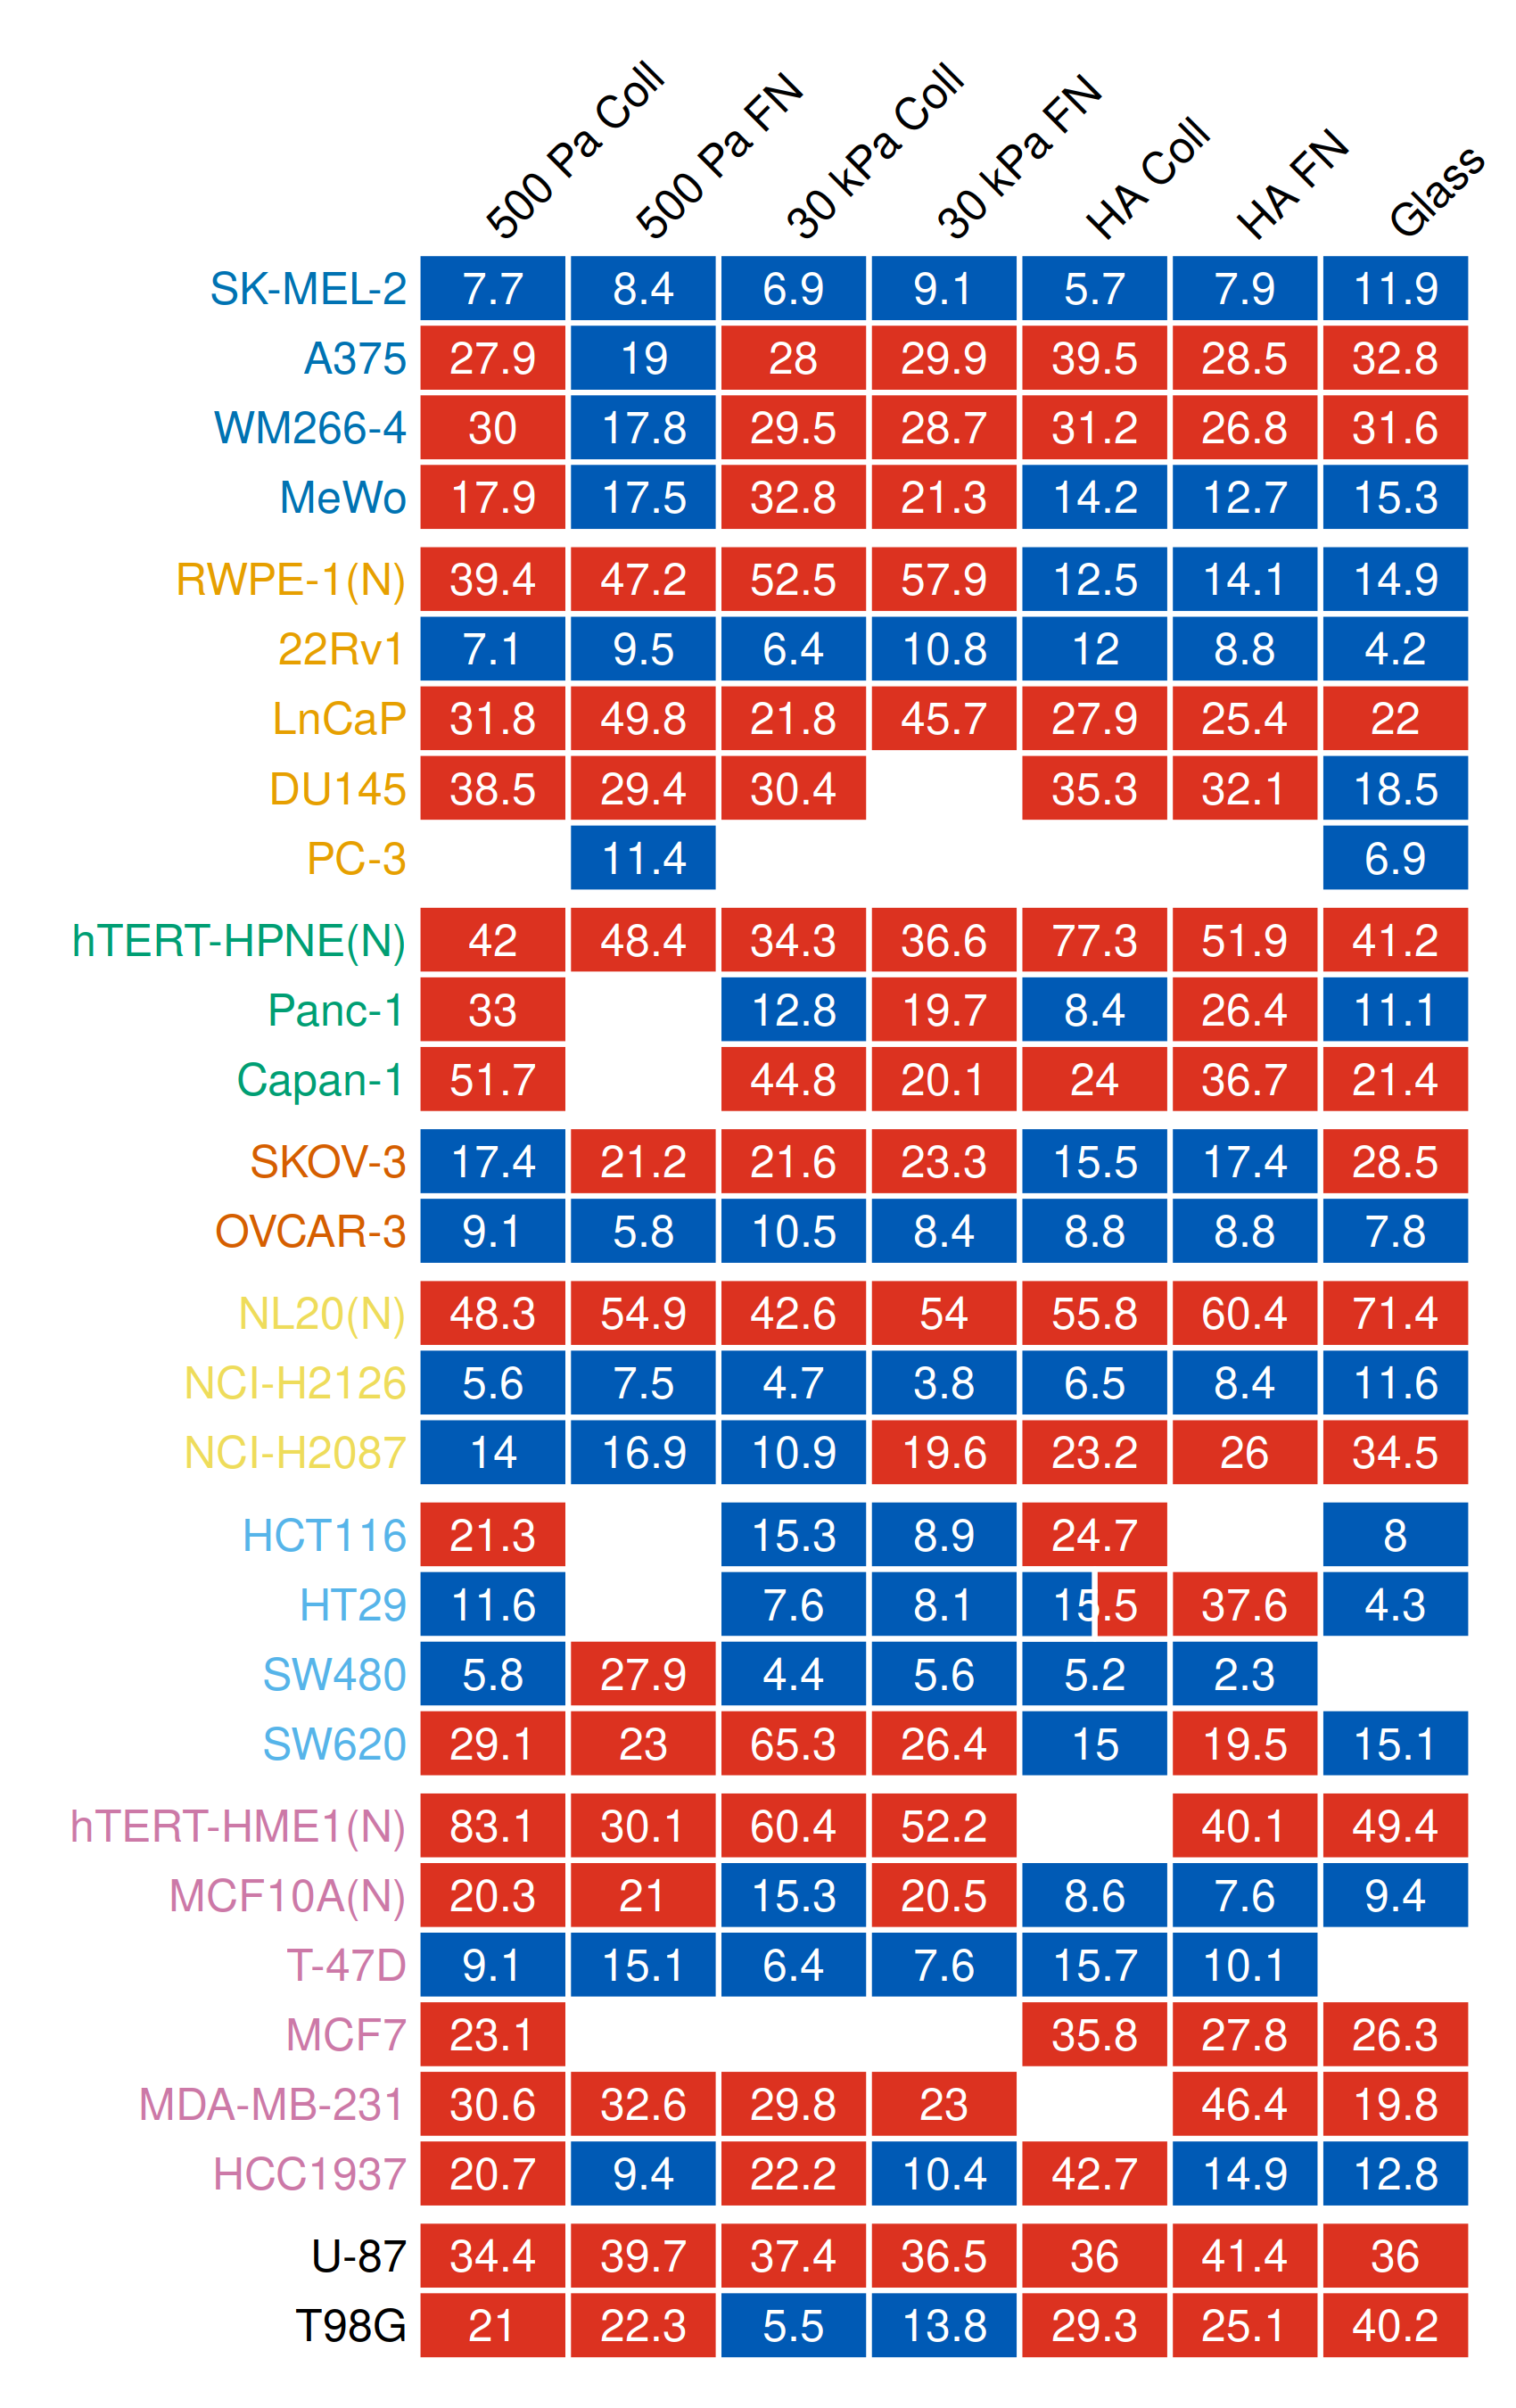 500 Pa Coll 500 Pa FN 30 kPa Coll 30 kPa FN HA Coll HA FN Glass
SK-MEL-2 7.7 8.4 6.9 9.1 5.7 7.9 11.9
A375 27.9 19 28 29.9 39.5 28.5 32.8
WM266-4 30 17.8 29.5 28.7 31.2 26.8 31.6
MeWo 17.9 17.5 32.8 21.3 14.2 12.7 15.3
RWPE-1(N) 39.4 47.2 52.5 57.9 12.5 14.1 14.9
22Rv1 7.1 9.5 6.4 10.8 12 8.8 4.2
LnCaP 31.8 49.8 21.8 45.7 27.9 25.4 22
DU145 38.5 29.4 30.4 35.3 32.1 18.5
PC-3 11.4 6.9
hTERT-HPNE(N) 42 48.4 34.3 36.6 77.3 51.9 41.2
Panc-1 33 12.8 19.7 8.4 26.4 11.1
Capan-1 51.7 44.8 20.1 24 36.7 21.4
SKOV-3 17.4 21.2 21.6 23.3 15.5 17.4 28.5
OVCAR-3 9.1 5.8 10.5 8.4 8.8 8.8 7.8
NL20(N) 48.3 54.9 42.6 54 55.8 60.4 71.4
NCI-H2126 5.6 7.5 4.7 3.8 6.5 8.4 11.6
NCI-H2087 14 16.9 10.9 19.6 23.2 26 34.5
HCT116 21.3 15.3 8.9 24.7 8
HT29 11.6 7.6 8.1 15.5 37.6 4.3
SW480 5.8 27.9 4.4 5.6 5.2 2.3
SW620 29.1 23 65.3 26.4 15 19.5 15.1
hTERT-HME1(N) 83.1 30.1 60.4 52.2 40.1 49.4
MCF10A(N) 20.3 21 15.3 20.5 8.6 7.6 9.4
T-47D 9.1 15.1 6.4 7.6 15.7 10.1
MCF7 23.1 35.8 27.8 26.3
MDA-MB-231 30.6 32.6 29.8 23 46.4 19.8
HCC1937 20.7 9.4 22.2 10.4 42.7 14.9 12.8
U-87 34.4 39.7 37.4 36.5 36 41.4 36
T98G 21 22.3 5.5 13.8 29.3 25.1 40.2